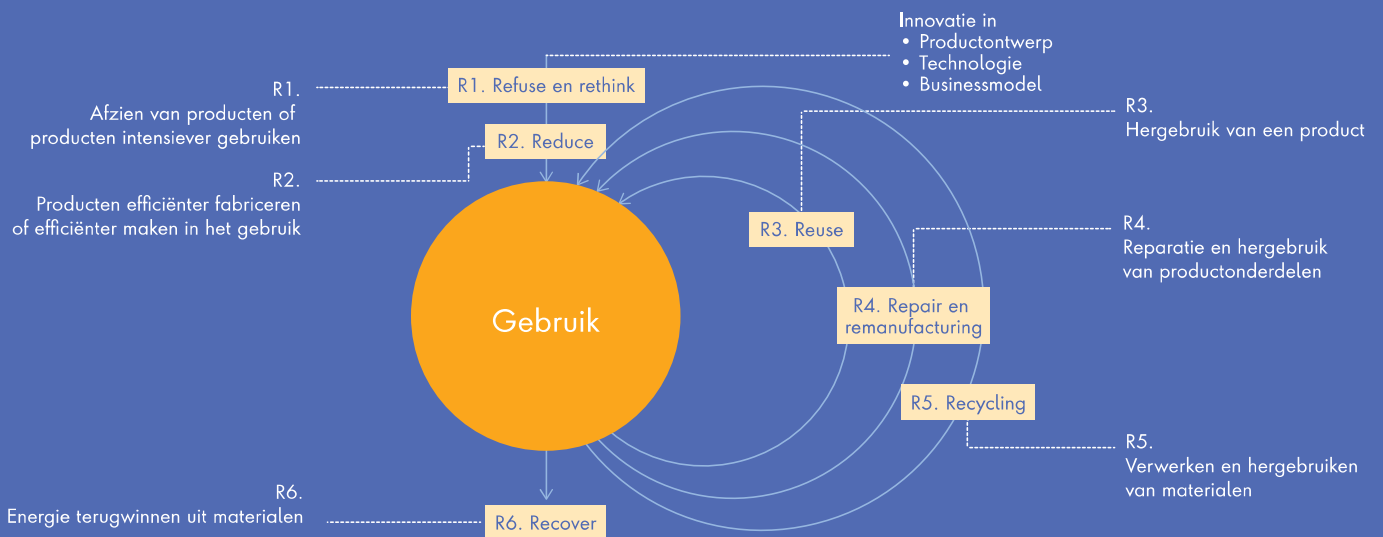 Innovatie in
• Productontwerp
• Technologie
• Businessmodel
R1. Refuse en rethink
R1.
Afzien van producten of
producten intensiever gebruiken
R2. Reduce
R2.
Producten efficiënter fabriceren
of efficiënter maken in het gebruik
R3.
Hergebruik van een product
R3. Reuse
R4.
Reparatie en hergebruik
van productonderdelen
R4. Repair en
remanufacturing
Gebruik
R5. Recycling
R5.
Verwerken en hergebruiken
van materialen
R6.
Energie terugwinnen uit materialen
R6. Recover